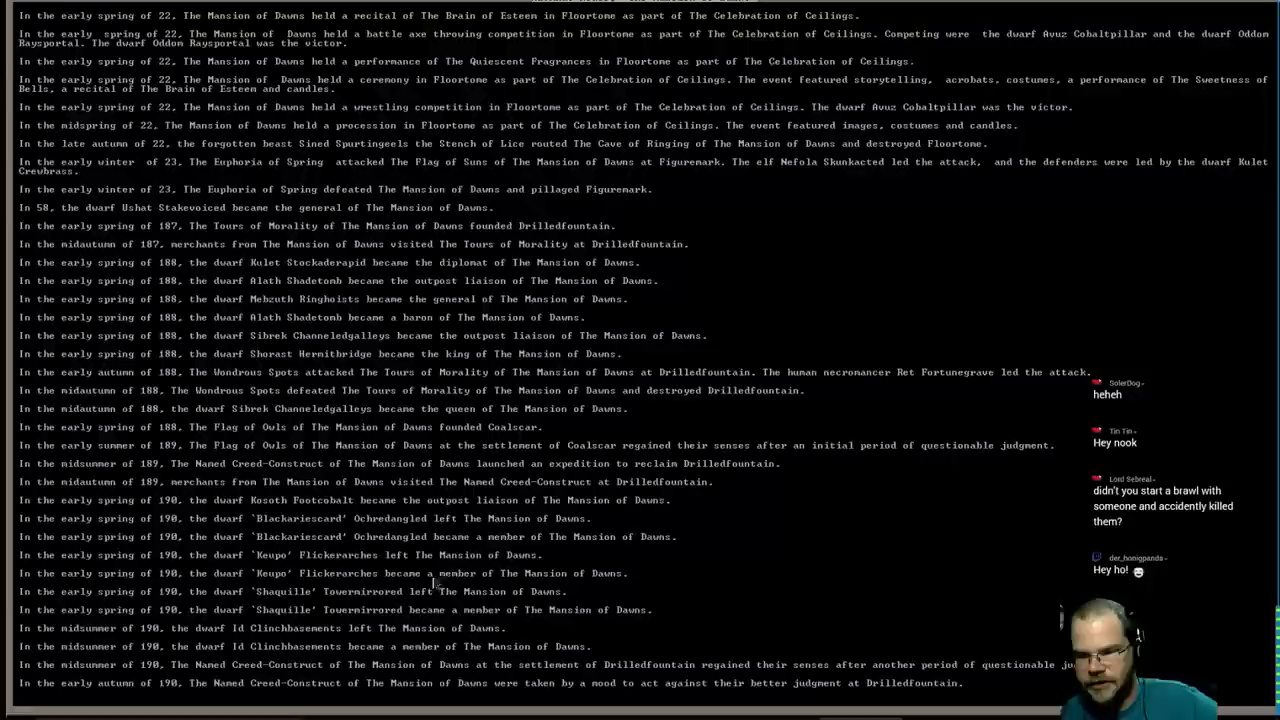 In the early spring of 22, The Mansion of Dawns held a recital of The Brain of Esteem in Floortome as part of The Celebration of Ceilings.
In the early spring of 22, The Mansion of Dawns held a battle axe throwing competition in Floortome as part of The Celebration of Ceilings. Competing were the dwarf Avuz Cobaltpillar and the dwarf Oddom
Raysportal. The dwarf Oddom Raysportal was the victor.
In the early spring of 22, The Mansion of Dawns held a performance of The Quiescent Fragrances in Floortome as part of The Celebration of Ceilings.
In the early spring of 22, The Mansion of Dawns held a ceremony in Floortome as part of The Celebration of Ceilings. The event featured storytelling, acrobats, costumes, a performance of The Sweetness of
Bells, a recital of The Brain of Esteem and candles.
In the early spring of 22, The Mansion of Dawns held a wrestling competition in Floortome as part of The Celebration of Ceilings. The dwarf Avuz Cobaltpillar was the victor.
In the midspring of 22, The Mansion of Dawns held a procession in Floortome as part of The Celebration of Ceilings. The event featured images, costumes and candles.
In the late autumn of 22, the forgotten beast Sined Spurtingeels the Stench of Lice routed The Cave of Ringing of The Mansion of Dawns and destroyed Floortome.
In the early winter of 23, The Euphoria of Spring attacked The Flag of Suns of The Mansion of Dawns at Figuremark. The elf Nefola Skunkacted led the attack, and the defenders were led by the dwarf Kulet
Crewbrass.
In the early winter of 23, The Euphoria of Spring defeated The Mansion of Dawns and pillaged Figuremark.
In 58, the dwarf Ushat Stakevoiced became the general of The Mansion of Dawns.
In the early spring of 187, The Tours of Morality of The Mansion of Dawns founded Drilledfountain.
In the midautumn of 187, merchants from The Mansion of Dawns visited The Tours of Morality at Drilledfountain.
In the early spring of 188, the dwarf Kulet Stockaderapid became the diplomat of The Mansion of Dawns.
In the early spring of 188, the dwarf Alath Shadetomb became the outpost liaison of The Mansion of Dawns.
In the early spring of 188, the dwarf Mebzuth Ringhoists became the general of The Mansion of Dawns.
In the early spring of 188, the dwarf Alath Shadetomb became a baron of The Mansion of Dawns.
In the early spring of 188, the dwarf Sibrek Channeledgalleys became the outpost liaison of The Mansion of Dawns.
In the early spring of 188, the dwarf Shorast Hermitbridge became the king of The Mansion of Dawns.
In the early autumn of 188, The Wondrous Spots attacked The Tours of Morality of The Mansion of Dawns at Drilledfountain. The human necromancer Ret Fortunegrave led the attack.
In the midautumn of 188, The Wondrous Spots defeated The Tours of Morality of The Mansion of Dawns and destroyed Drilledfountain.
In the midautumn of 188, the dwarf Sibrek Channeledgalleys became the queen of The Mansion of Dawns.
In the early spring of 188, The Flag of Owls of The Mansion of Dawns founded Coalscar.
In the early summer of 189, The Flag of Owls of The Mansion of Dawns at the settlement of Coalscar regained their senses after an initial period of questionable judgment.
In the midsummer of 189, The Named Creed-Construct of The Mansion of Dawns launched an expedition to reclaim Drilledfountain.
In the midautumn of 189, merchants from The Mansion of Dawns visited The Named Creed-Construct at Drilledfountain.
In the early spring of 190, the dwarf Kosoth Footcobalt became the outpost liaison of The Mansion of Dawns.
In the early spring of 190, the dwarf `Blackariescard' Ochredangled left The Mansion of Dawns.
In the early spring of 190, the dwarf `Blackariescard' Ochredangled became a member of The Mansion of Dawns.
In the early spring of 190, the dwarf `Keupo' Flickerarches left The Mansion of Dawns.
In the early spring of 190, the dwarf `Keupo' Flickerarches became a member of The Mansion of Dawns.
In the early spring of 190, the dwarf `Shaquille' Towermirrored left The Mansion of Dawns.
In the early spring of 190, the dwarf `Shaquille' Towermirrored became a member of The Mansion of Dawns.
In the midsummer of 190, the dwarf Id Clinchbasements left The Mansion of Dawns.
In the midsummer of 190, the dwarf Id Clinchbasements became a member of The Mansion of Dawns.
In the midsummer of 190, The Named Creed-Construct of The Mansion of Dawns at the settlement of Drilledfountain regained their senses after another period of questionable
In the early autumn of 190, The Named Creed-Construct of The Mansion of Dawns were taken by a mood to act against their better judgment at Drilledfountain.
SolerDog
heheh
Tin Tin
Hey nook
Lord Sebreal
didn't you start a brawl with
someone and accidently killed
them?
der_honigpanda
Hey ho!